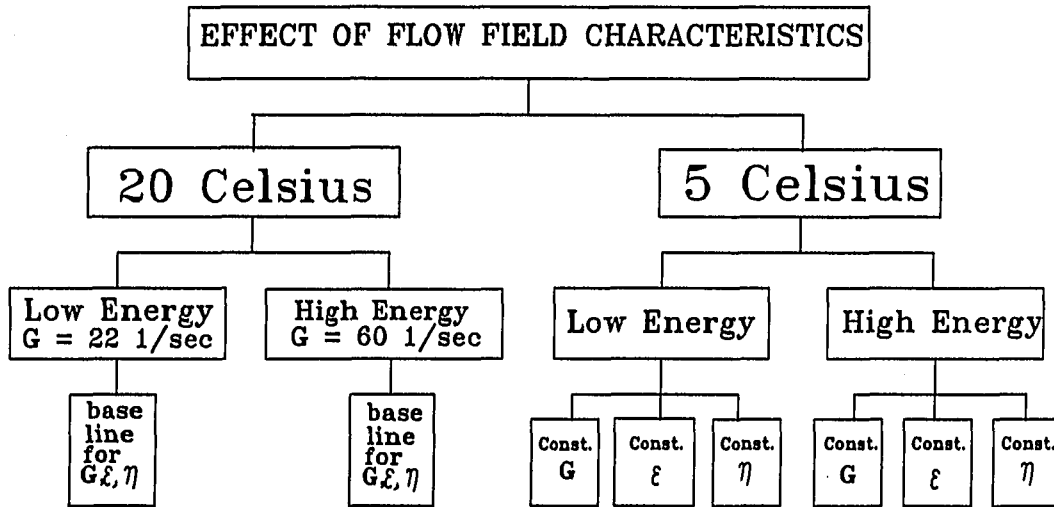 EFFECT OF FLOW FIELD CHARACTERISTICS
20 Celsius
5 Celsius
Low Energy
G = 22 1/sec
High Energy
G = 60 1/sec
Low Energy
High Energy
base
line
for
G,ε,η
base
line
for
G,ε,η
Const.
G
Const.
ε
Const.
η
Const.
G
Const.
ε
Const.
η